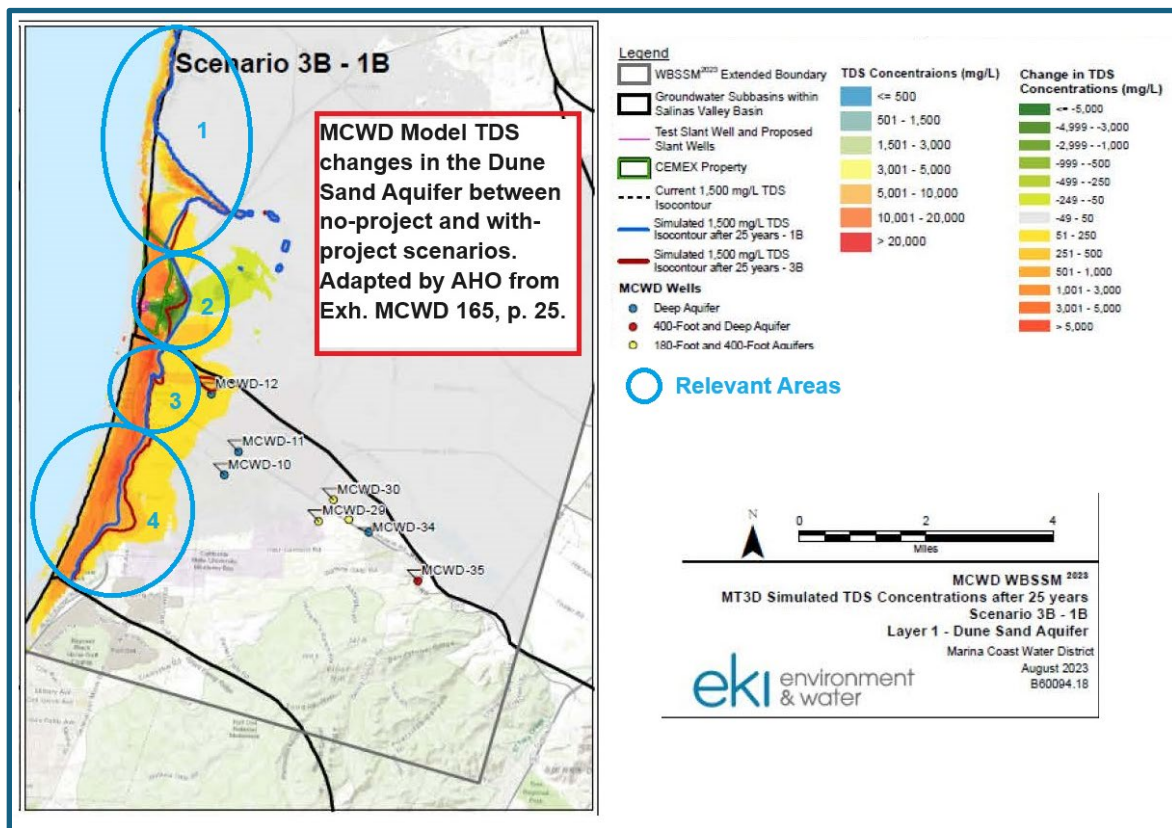 Scenario 3B - 1B
1
2
3
4
MCWD Model TDS
changes in the Dune
Sand Aquifer between
no-project and with-
project scenarios.
Adapted by AHO from
Exh. MCWD 165, p. 25.
MCWD-12
MCWD-11
MCWD-10
MCWD-30
MCWD-29
MCWD-34
MCWD-35
Legend
WBSSM2023 Extended Boundary
Groundwater Subbasins within
Salinas Valley Basin
Test Slant Well and Proposed
Slant Wells
CEMEX Property
Current 1,500 mg/L TDS
Isocontour
Simulated 1,500 mg/L TDS
Isocontour after 25 years - 1B
Simulated 1,500 mg/L TDS
Isocontour after 25 years - 3B
MCWD Wells
Deep Aquifer
400-Foot and Deep Aquifer
180-Foot and 400-Foot Aquifers
TDS Concentraions (mg/L)
<= 500
501 - 1,500
1,501 - 3,000
3,001 - 5,000
5,001 - 10,000
10,001 - 20,000
> 20,000
Change in TDS
Concentrations (mg/L)
<= -5,000
-4,999 - -3,000
-2,999 - -1,000
-999 - -500
-499 - -250
-249 - -50
-49 - 50
51 - 250
251 - 500
501 - 1,000
1,001 - 3,000
3,001 - 5,000
> 5,000
Relevant Areas
N
0 2 4
Miles
MCWD WBSSM 2023
MT3D Simulated TDS Concentrations after 25 years
Scenario 3B - 1B
Layer 1 - Dune Sand Aquifer
Marina Coast Water District
August 2023
B60094.18
eki environment
& water